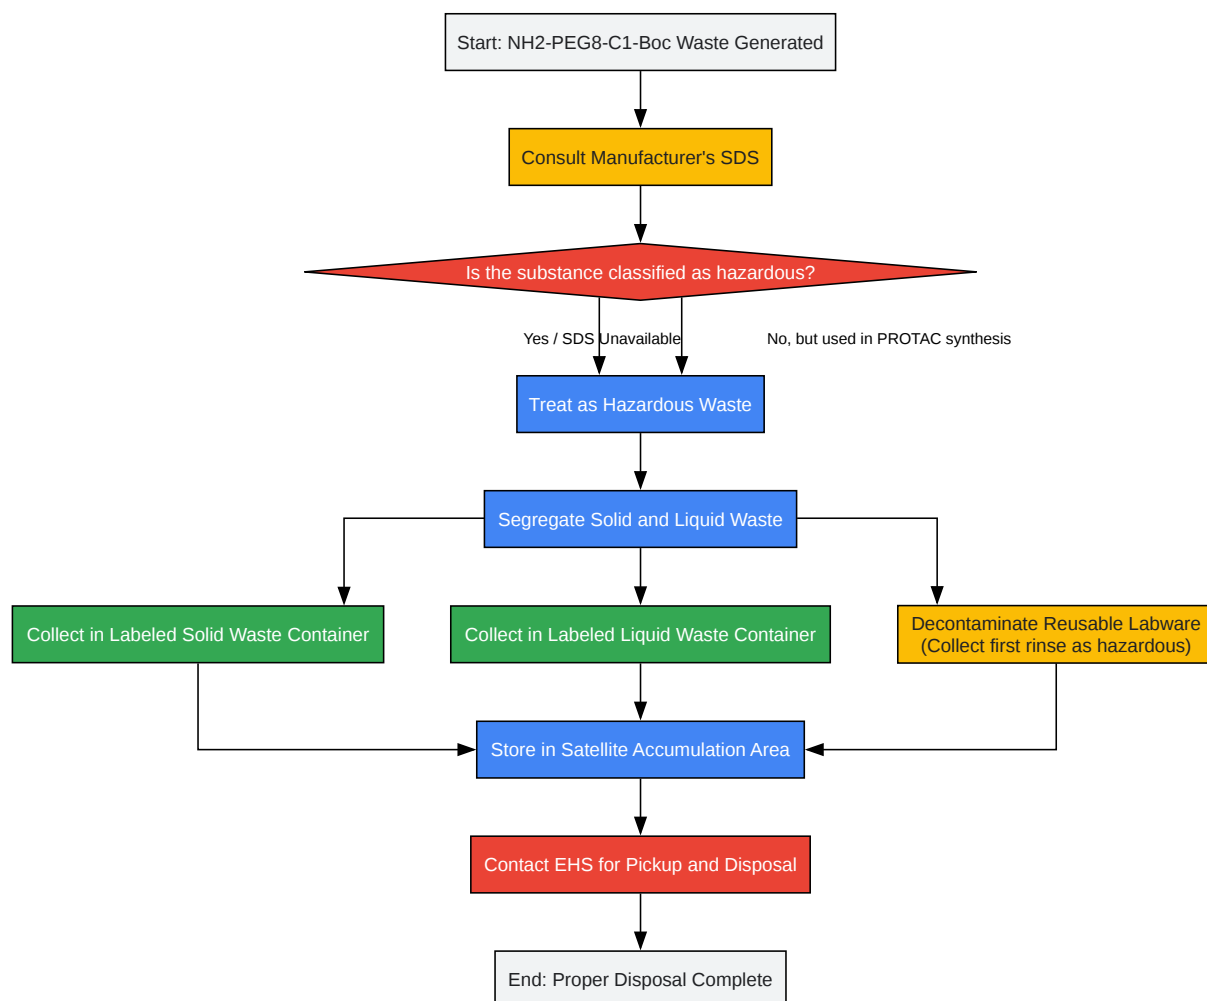 Start: NH2-PEG8-C1-Boc Waste Generated
Consult Manufacturer's SDS
Is the substance classified as hazardous?
Yes / SDS Unavailable
No, but used in PROTAC synthesis
Treat as Hazardous Waste
Segregate Solid and Liquid Waste
Collect in Labeled Solid Waste Container
Collect in Labeled Liquid Waste Container
Decontaminate Reusable Labware
(Collect first rinse as hazardous)
Store in Satellite Accumulation Area
Contact EHS for Pickup and Disposal
End: Proper Disposal Complete